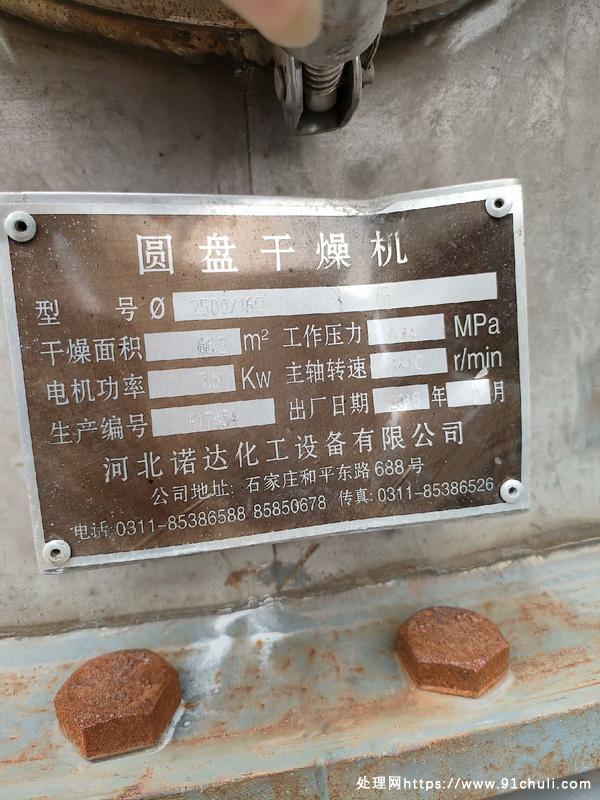 圆盘干燥机
型 号 Ø
干燥面积 m² 工作压力 MPa
电机功率 7.5 Kw 主轴转速 r/min
生产编号 出厂日期 年 月
河北诺达化工设备有限公司
公司地址: 石家庄和平东路688号
电话:0311-85386588 85850678 传真:0311-85386526
处理网https://www.91chuli.com